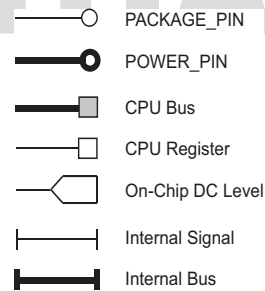 PACKAGE_PIN
POWER_PIN
CPU Bus
CPU Register
On-Chip DC Level
Internal Signal
Internal Bus